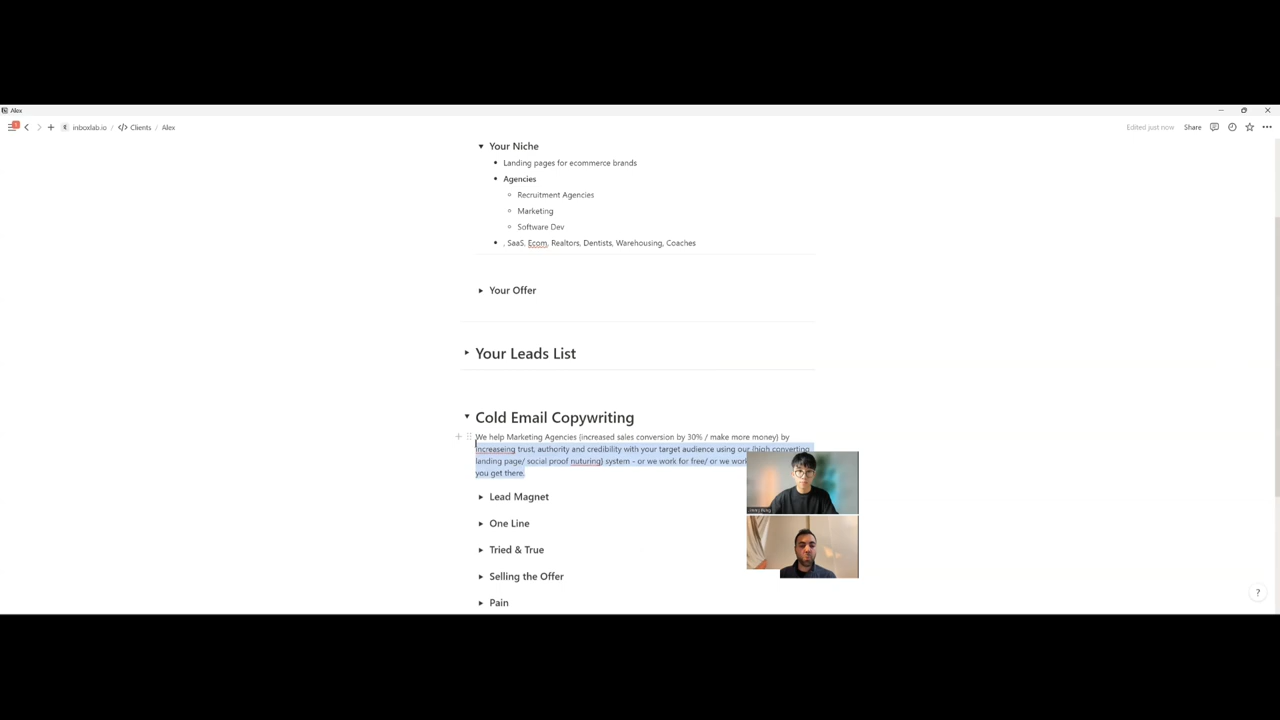 Alex
1
inboxlab.io / Clients / Alex
Edited just now Share
Your Niche
Landing pages for ecommerce brands
Agencies
Recruitment Agencies
Marketing
Software Dev
, SaaS, Ecom, Realtors, Dentists, Warehousing, Coaches
Your Offer
Your Leads List
Cold Email Copywriting
We help Marketing Agencies (increased sales conversion by 30% / make more money) by
increaseing trust, authority and credibility with your target audience using our (high converting
landing page/ social proof nuturing) system - or we work for free/ or we work
you get there.
Lead Magnet
One Line
Tried & True
Selling the Offer
Pain
?